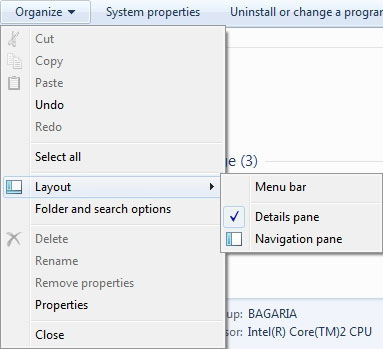 Organize System properties Uninstall or change a progra
Cut
Copy
Paste
Undo
Redo
Select all
e (3)
Layout
Menu bar
Folder and search options
Details pane
Delete
Navigation pane
Rename
Remove properties
Properties
up: BAGARIA
Close
sor: Intel(R) Core(TM)2 CPU